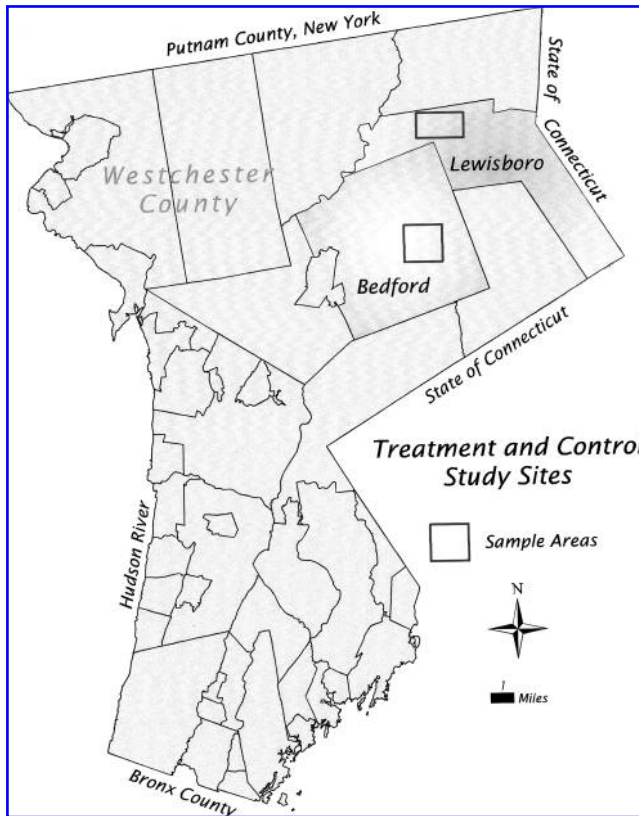 Putnam County, New York
State of
Connecticut
Westchester
County
Lewisboro
Bedford
State of Connecticut
Treatment and Control
Study Sites
Hudson River
Sample Areas
N
1
Miles
Bronx County